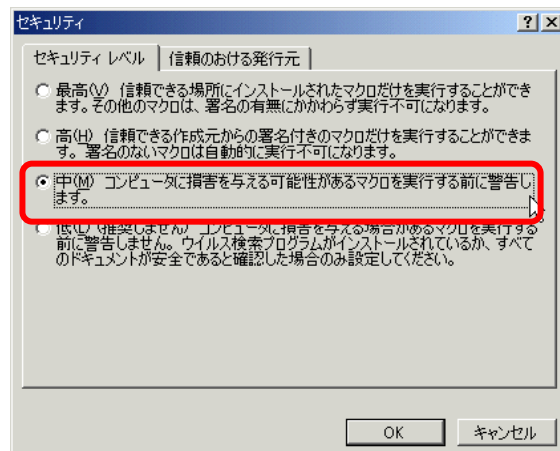 セキュリティ
セキュリティ レベル 信頼のおける発行元
最高(V) 信頼できる場所にインストールされたマクロだけを実行することができ
ます。その他のマクロは、署名の有無にかかわらず実行不可になります。
高(H) 信頼できる作成元からの署名付きのマクロだけを実行することができま
す。署名のないマクロは自動的に実行不可になります。
中(M) コンピュータに損害を与える可能性があるマクロを実行する前に警告し
ます。
低(L) (推奨しません) コンピュータに損害を与える場合があるマクロを実行する
前に警告しません。ウイルス検索プログラムがインストールされているか、すべて
のドキュメントが安全であると確認した場合のみ設定してください。
OK キャンセル